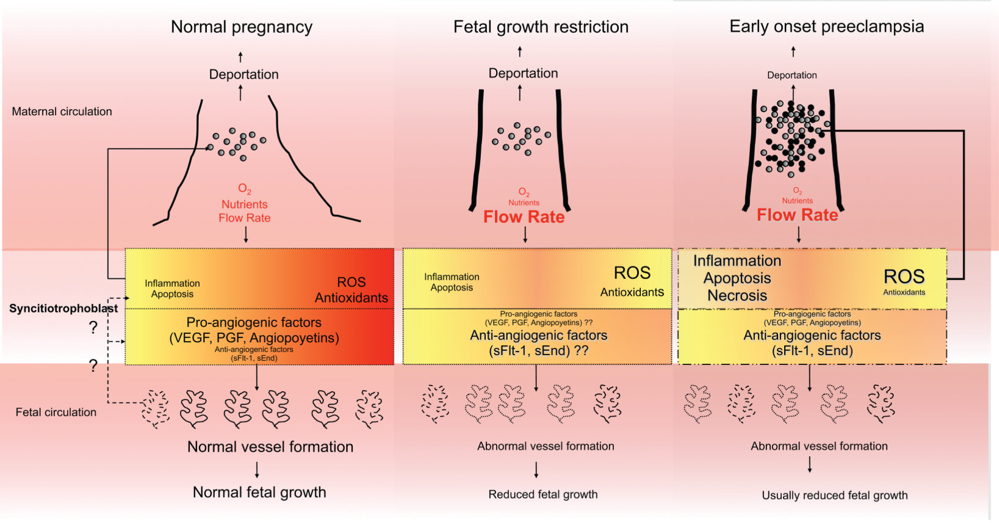 Normal pregnancy
Fetal growth restriction
Early onset preeclampsia
Deportation
Deportation
Deportation
Maternal circulation
O2
Nutrients
Flow Rate
O2
Nutrients
Flow Rate
O2
Nutrients
Flow Rate
Inflammation
Apoptosis
ROS
Antioxidants
Inflammation
Apoptosis
ROS
Antioxidants
Inflammation
Apoptosis
Necrosis
ROS
Antioxidants
Syncitiotrophoblast
?
?
Pro-angiogenic factors
(VEGF, PGF, Angiopoyetins)
Anti-angiogenic factors
(sFlt-1, sEnd)
Pro-angiogenic factors
(VEGF, PGF, Angiopoyetins) ??
Anti-angiogenic factors
(sFlt-1, sEnd) ??
Pro-angiogenic factors
(VEGF, PGF, Angiopoyetins)
Anti-angiogenic factors
(sFlt-1, sEnd)
Fetal circulation
Normal vessel formation
Abnormal vessel formation
Abnormal vessel formation
Normal fetal growth
Reduced fetal growth
Usually reduced fetal growth